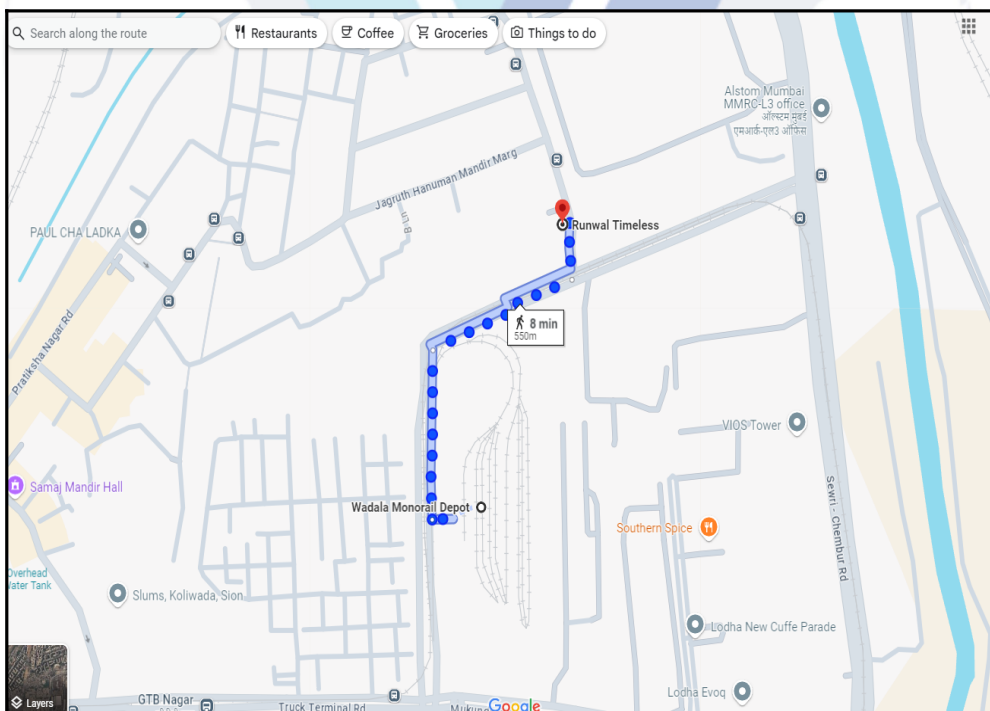 Search along the route
Restaurants
Coffee
Groceries
Things to do
Alstom Mumbai
MMRC-L3 office
ऑल्स्टम मुंबई
एमआरके-एल3 ऑफिस
Jagruth Hanuman Mandir Marg
B Ln
PAUL CHA LADKA
Runwal Timeless
8 min
550m
Pratiksha Nagar Rd
VIOS Tower
Samaj Mandir Hall
Wadala Monorail Depot
Sewri - Chembur Rd
Southern Spice
Overhead
Water Tank
Slums, Koliwada, Sion
Lodha New Cuffe Parade
Lodha Evoq
Layers
GTB Nagar
Truck Terminal Rd
Google